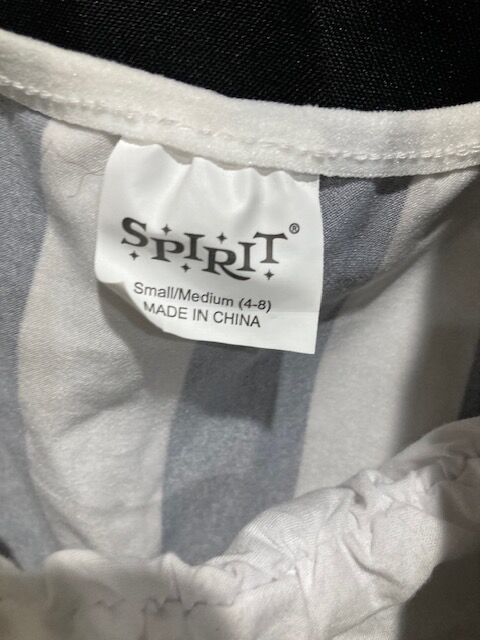 SPIRIT®
Small/Medium (4-8)
MADE IN CHINA